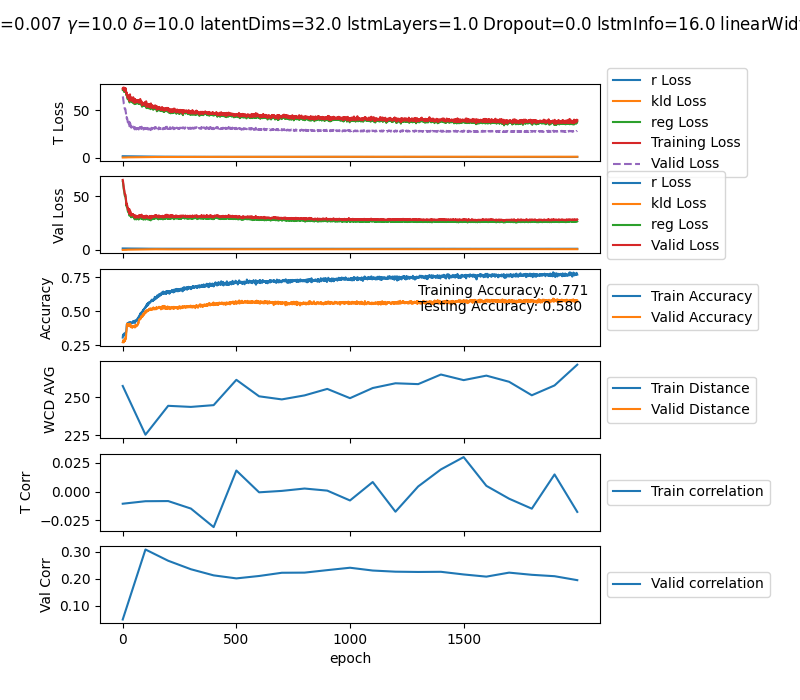 =0.007 γ=10.0 δ=10.0 latentDims=32.0 lstmLayers=1.0 Dropout=0.0 lstmInfo=16.0 linearWid
T Loss
50
0
r Loss
kld Loss
reg Loss
Training Loss
Valid Loss
Val Loss
50
0
r Loss
kld Loss
reg Loss
Valid Loss
Accuracy
0.75
0.50
0.25
Training Accuracy: 0.771
Testing Accuracy: 0.580
Train Accuracy
Valid Accuracy
WCD AVG
250
225
Train Distance
Valid Distance
T Corr
0.025
0.000
−0.025
Train correlation
Val Corr
0.30
0.20
0.10
Valid correlation
0
500
1000
1500
epoch